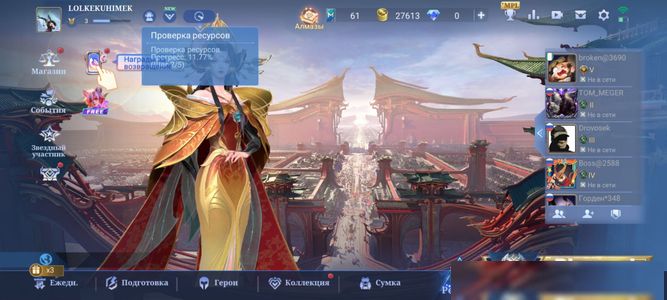 LOLKEKUHIMEK
3
NEW
Алмазы
61
27613
0
+
MPL
Проверка ресурсов
Проверка ресурсов
Прогресс: 11.77%
Магазин
FREE
События
Звездный
участник
broken@3690
V
Не в сети
TOM_MEGER
II
Не в сети
Drovosek
III
Не в сети
Boss@2588
IV
Не в сети
Горден*348
x3
Ежедн.
Подготовка
Герои
Коллекция
Сумка